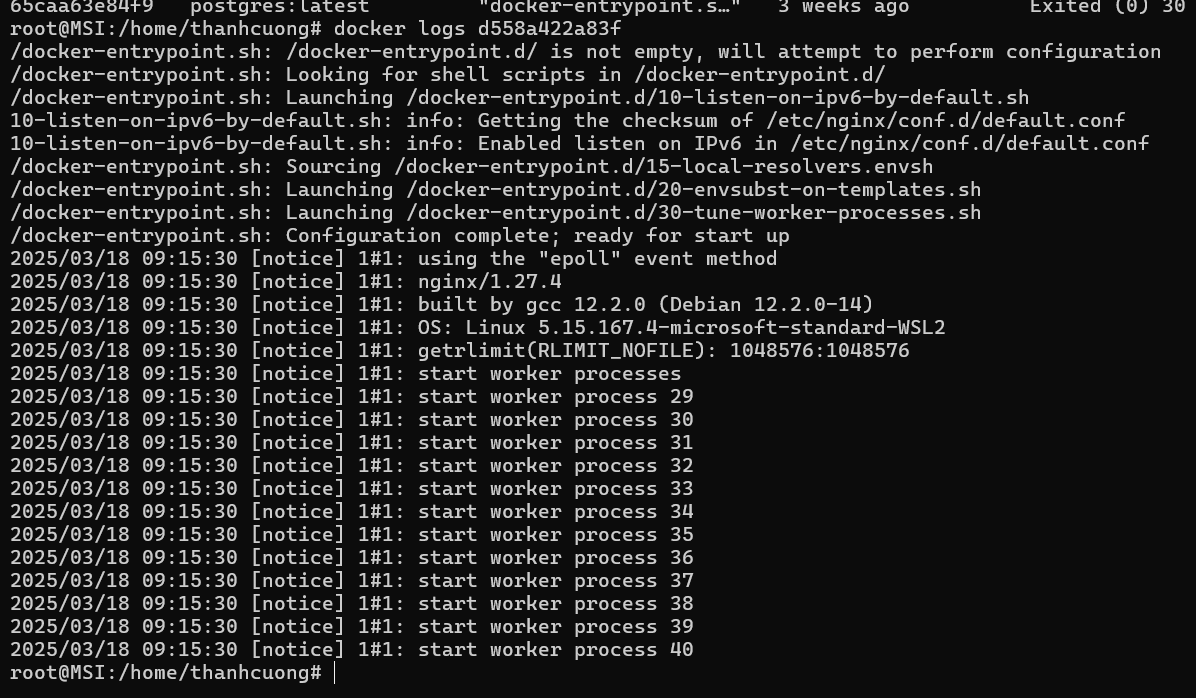 65caa63e84f9   postgres:latest         "docker-entrypoint.s…"   3 weeks ago          Exited (0) 30
root@MSI:/home/thanhcuong# docker logs d558a422a83f
/docker-entrypoint.sh: /docker-entrypoint.d/ is not empty, will attempt to perform configuration
/docker-entrypoint.sh: Looking for shell scripts in /docker-entrypoint.d/
/docker-entrypoint.sh: Launching /docker-entrypoint.d/10-listen-on-ipv6-by-default.sh
10-listen-on-ipv6-by-default.sh: info: Getting the checksum of /etc/nginx/conf.d/default.conf
10-listen-on-ipv6-by-default.sh: info: Enabled listen on IPv6 in /etc/nginx/conf.d/default.conf
/docker-entrypoint.sh: Sourcing /docker-entrypoint.d/15-local-resolvers.envsh
/docker-entrypoint.sh: Launching /docker-entrypoint.d/20-envsubst-on-templates.sh
/docker-entrypoint.sh: Launching /docker-entrypoint.d/30-tune-worker-processes.sh
/docker-entrypoint.sh: Configuration complete; ready for start up
2025/03/18 09:15:30 [notice] 1#1: using the "epoll" event method
2025/03/18 09:15:30 [notice] 1#1: nginx/1.27.4
2025/03/18 09:15:30 [notice] 1#1: built by gcc 12.2.0 (Debian 12.2.0-14)
2025/03/18 09:15:30 [notice] 1#1: OS: Linux 5.15.167.4-microsoft-standard-WSL2
2025/03/18 09:15:30 [notice] 1#1: getrlimit(RLIMIT_NOFILE): 1048576:1048576
2025/03/18 09:15:30 [notice] 1#1: start worker processes
2025/03/18 09:15:30 [notice] 1#1: start worker process 29
2025/03/18 09:15:30 [notice] 1#1: start worker process 30
2025/03/18 09:15:30 [notice] 1#1: start worker process 31
2025/03/18 09:15:30 [notice] 1#1: start worker process 32
2025/03/18 09:15:30 [notice] 1#1: start worker process 33
2025/03/18 09:15:30 [notice] 1#1: start worker process 34
2025/03/18 09:15:30 [notice] 1#1: start worker process 35
2025/03/18 09:15:30 [notice] 1#1: start worker process 36
2025/03/18 09:15:30 [notice] 1#1: start worker process 37
2025/03/18 09:15:30 [notice] 1#1: start worker process 38
2025/03/18 09:15:30 [notice] 1#1: start worker process 39
2025/03/18 09:15:30 [notice] 1#1: start worker process 40
root@MSI:/home/thanhcuong#